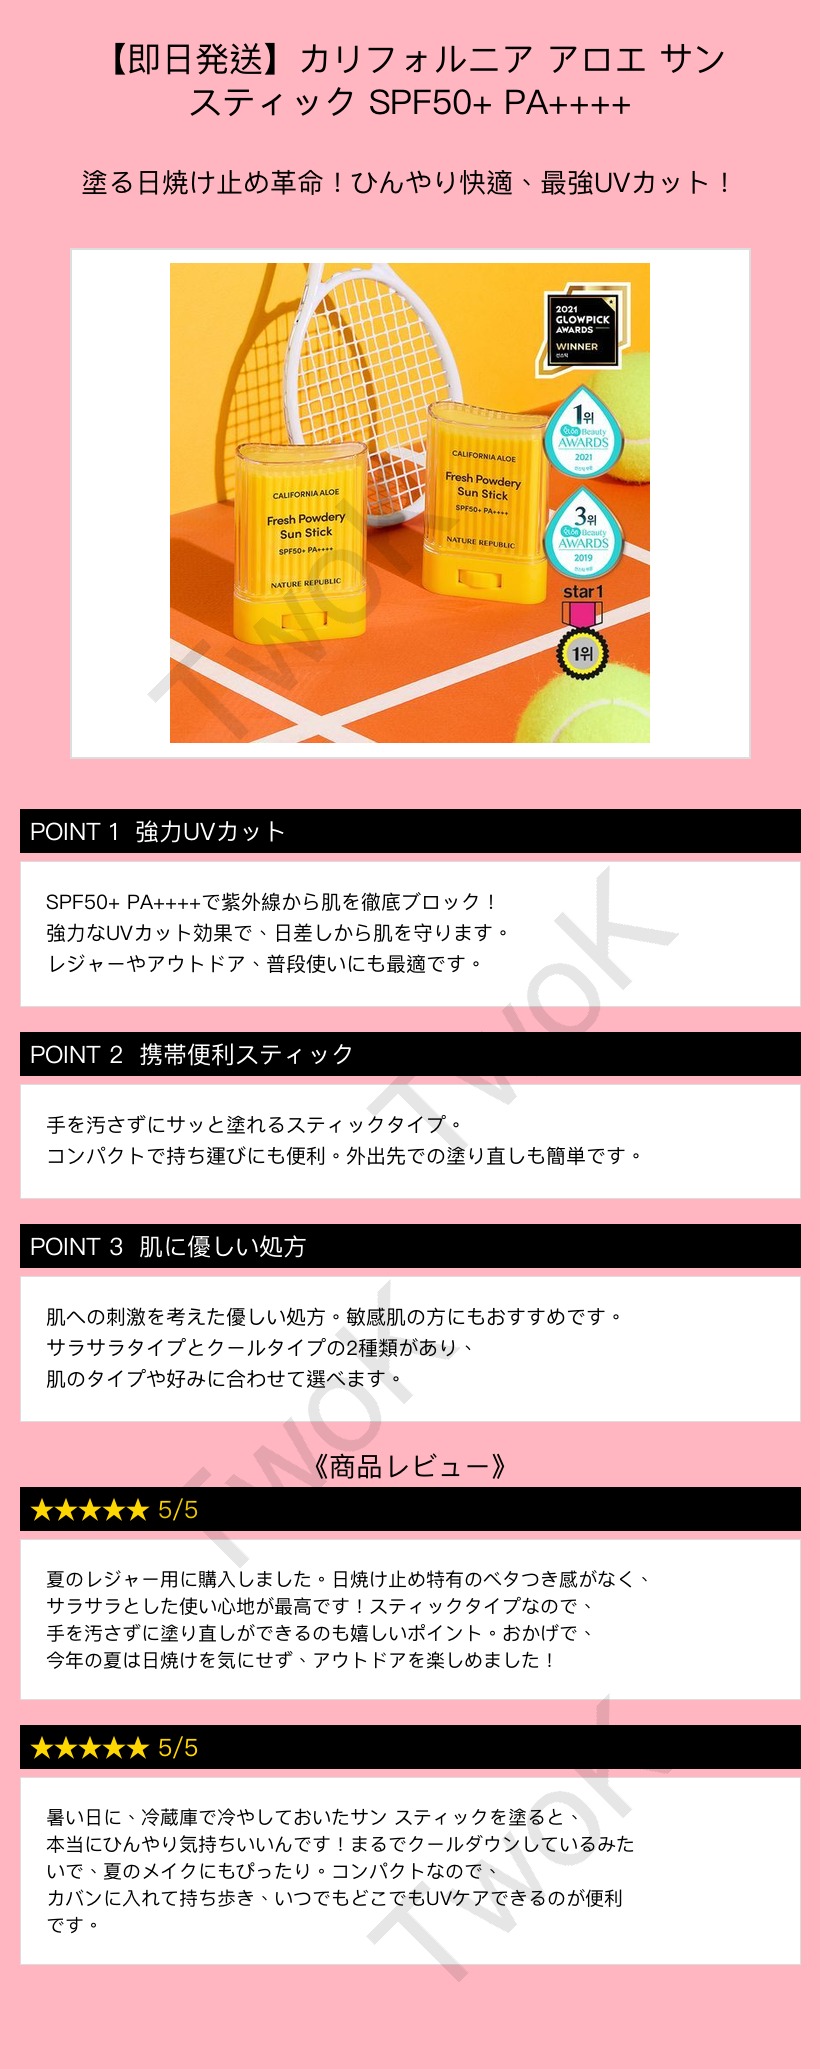 【即日発送】カリフォルニア アロエ サン
スティック SPF50+ PA++++
塗る日焼け止め革命！ひんやり快適、最強UVカット！
2021
GLOWPICK
AWARDS
WINNER
선스틱
1위
Beauty
AWARDS
2021
3위
Beauty
AWARDS
2019
star1
1위
CALIFORNIA ALOE
Fresh Powdery
Sun Stick
SPF50+ PA++++
NATURE REPUBLIC
CALIFORNIA ALOE
Fresh Powdery
Sun Stick
SPF50+ PA++++
NATURE REPUBLIC
TwoK
POINT 1 強力UVカット
SPF50+ PA++++で紫外線から肌を徹底ブロック！
強力なUVカット効果で、日差しから肌を守ります。
レジャーやアウトドア、普段使いにも最適です。
TwoK
POINT 2 携帯便利スティック
手を汚さずにサッと塗れるスティックタイプ。
コンパクトで持ち運びにも便利。外出先での塗り直しも簡単です。
POINT 3 肌に優しい処方
肌への刺激を考えた優しい処方。敏感肌の方にもおすすめです。
サラサラタイプとクールタイプの2種類があり、
肌のタイプや好みに合わせて選べます。
TwoK
《商品レビュー》
★★★★★ 5/5
夏のレジャー用に購入しました。日焼け止め特有のベタつき感がなく、
サラサラとした使い心地が最高です！スティックタイプなので、
手を汚さずに塗り直しができるのも嬉しいポイント。おかげで、
今年の夏は日焼けを気にせず、アウトドアを楽しめました！
★★★★★ 5/5
暑い日に、冷蔵庫で冷やしておいたサン スティックを塗ると、
本当にひんやり気持ちいいんです！まるでクールダウンしているみた
いで、夏のメイクにもぴったり。コンパクトなので、
カバンに入れて持ち歩き、いつでもどこでもUVケアできるのが便利
です。
TwoK